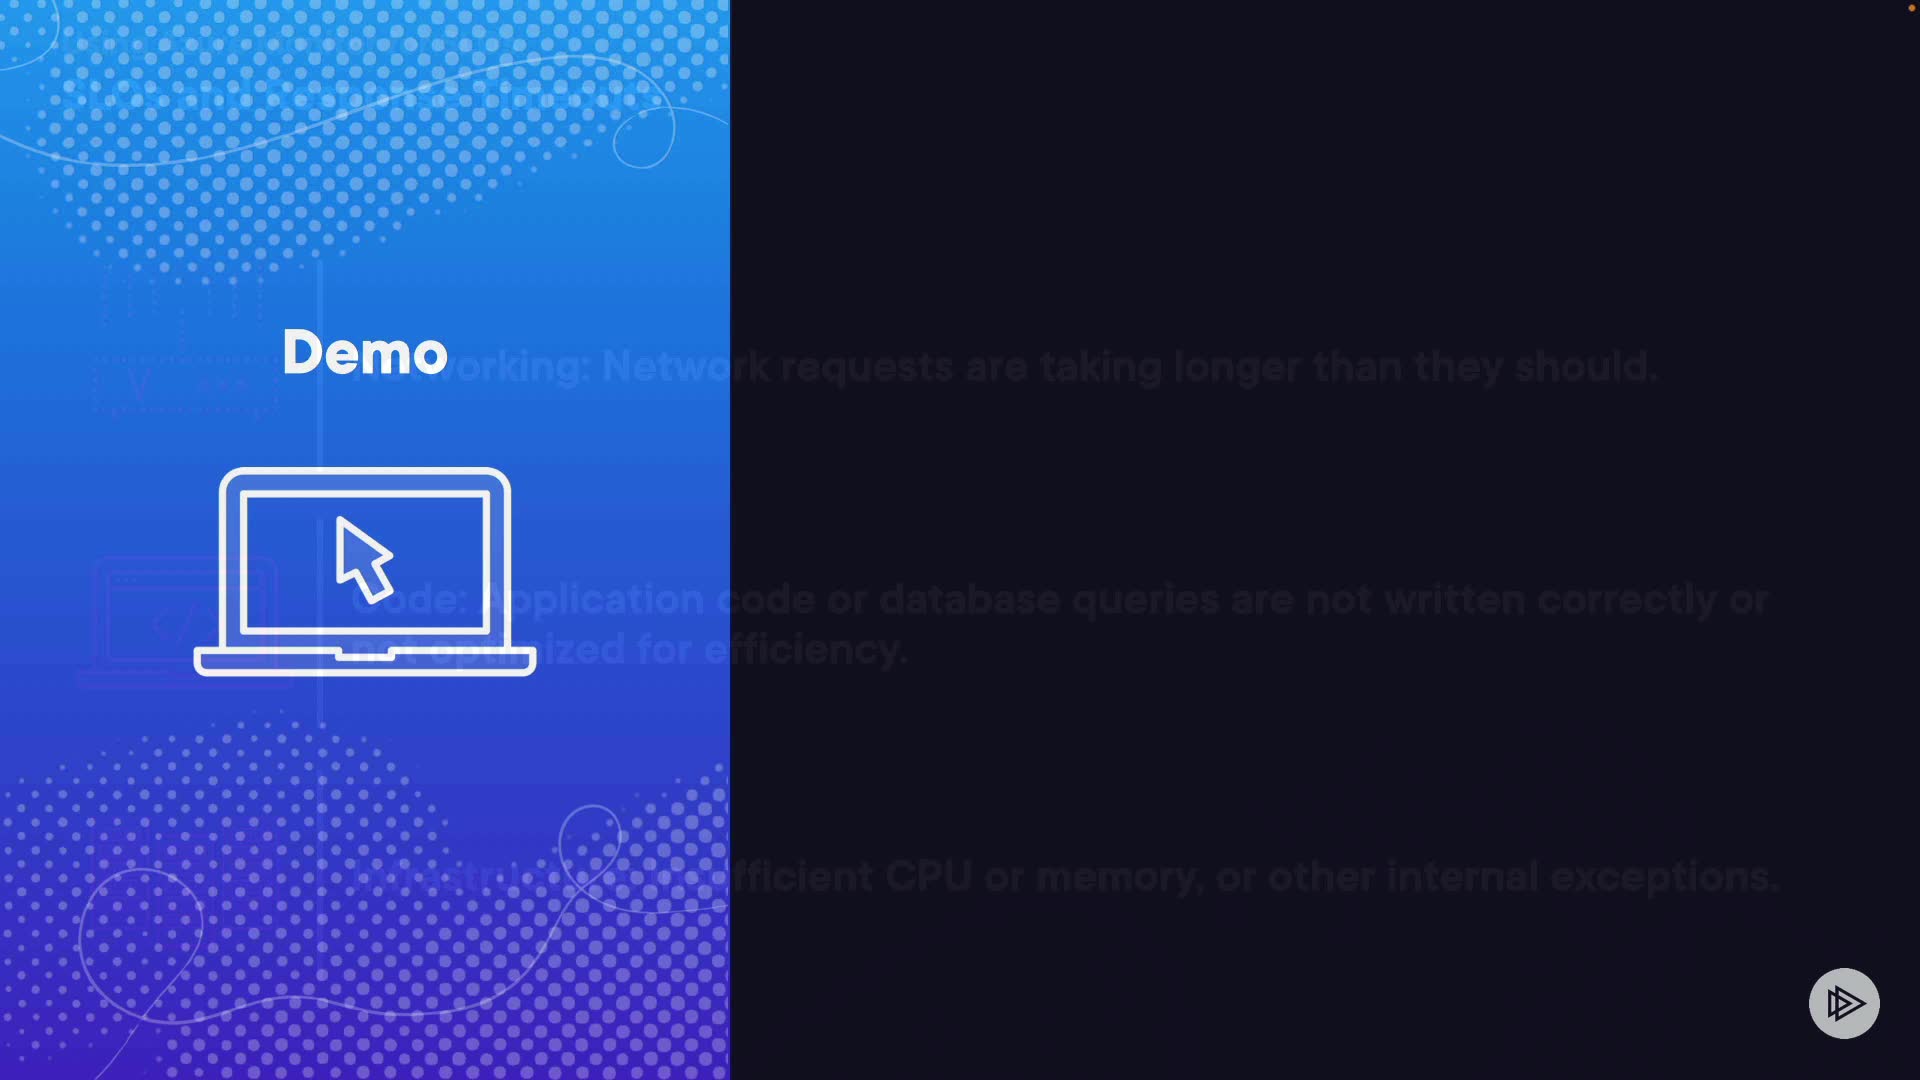 Demo
Networking: Network requests are taking longer than they should.
Code: Application code or database queries are not written correctly or
not optimized for efficiency.
Infrastructure: Insufficient CPU or memory, or other internal exceptions.